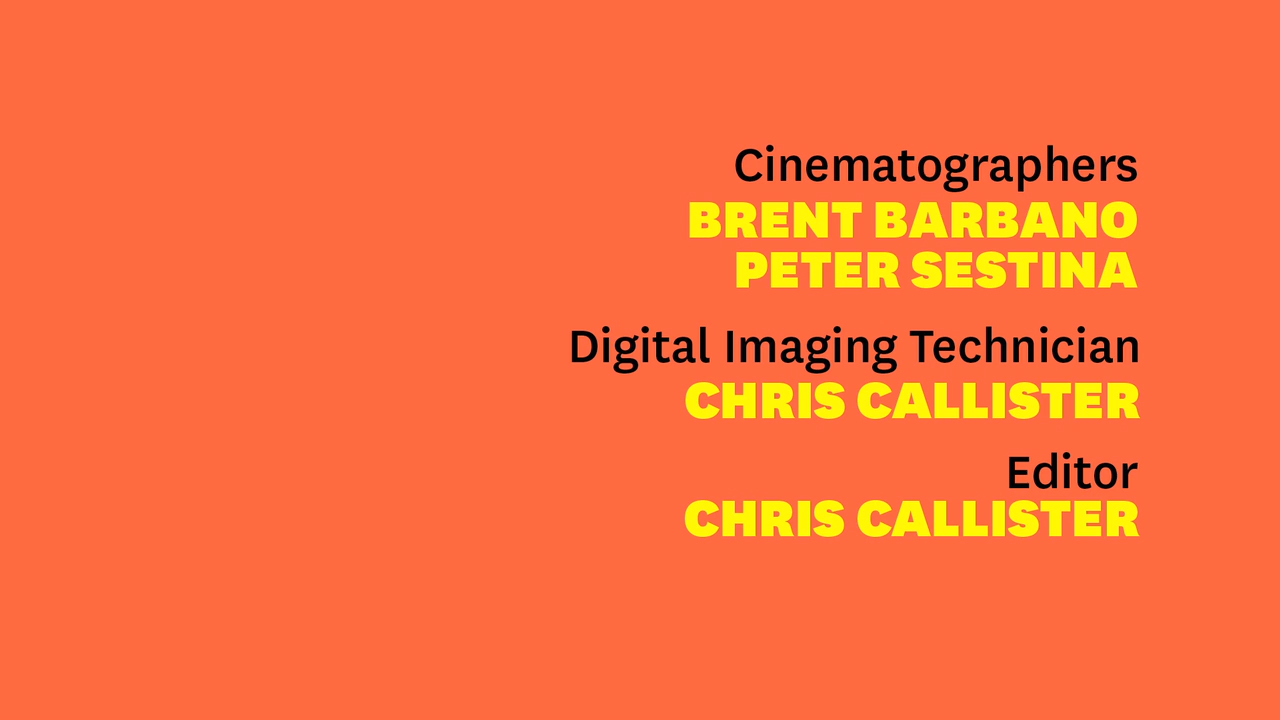 Cinematographers
BRENT BARBANO
PETER SESTINA
Digital Imaging Technician
CHRIS CALLISTER
Editor
CHRIS CALLISTER